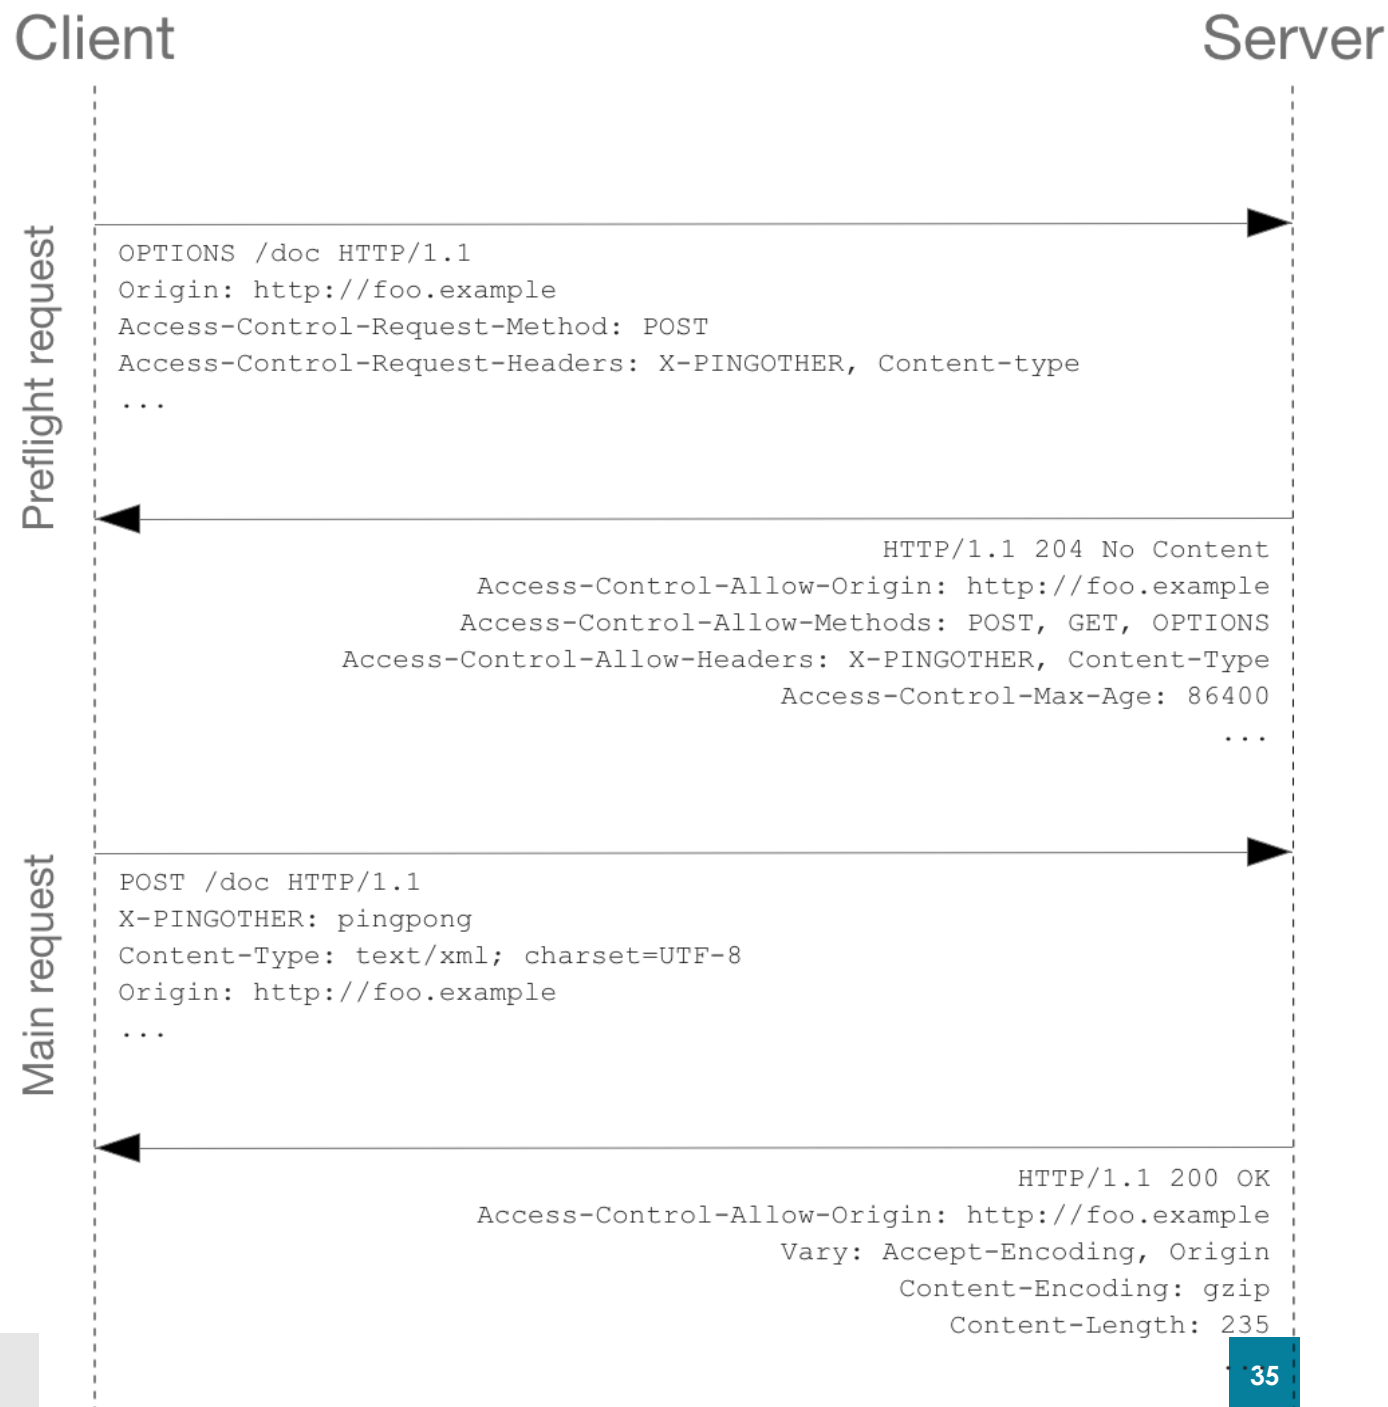 Client
Server
Preflight request
OPTIONS /doc HTTP/1.1
Origin: http://foo.example
Access-Control-Request-Method: POST
Access-Control-Request-Headers: X-PINGOTHER, Content-type
...
HTTP/1.1 204 No Content
Access-Control-Allow-Origin: http://foo.example
Access-Control-Allow-Methods: POST, GET, OPTIONS
Access-Control-Allow-Headers: X-PINGOTHER, Content-Type
Access-Control-Max-Age: 86400
...
Main request
POST /doc HTTP/1.1
X-PINGOTHER: pingpong
Content-Type: text/xml; charset=UTF-8
Origin: http://foo.example
...
HTTP/1.1 200 OK
Access-Control-Allow-Origin: http://foo.example
Vary: Accept-Encoding, Origin
Content-Encoding: gzip
Content-Length: 235
...
35